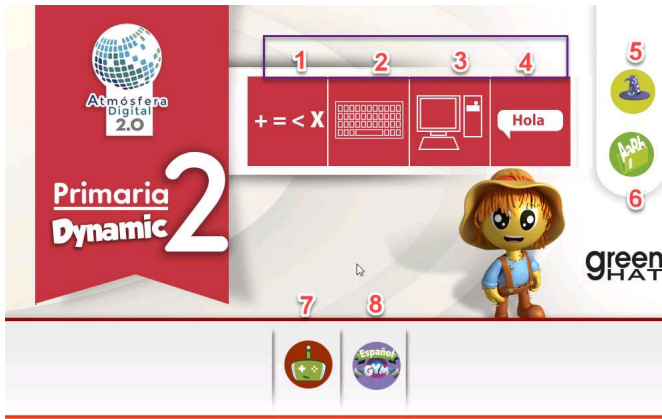 Atmósfera
Digital
2.0
Primaria
Dynamic 2
1 2 3 4
+ = < X
Hola
5
AaBb
6
green
HAT
7 8
Español
GYM